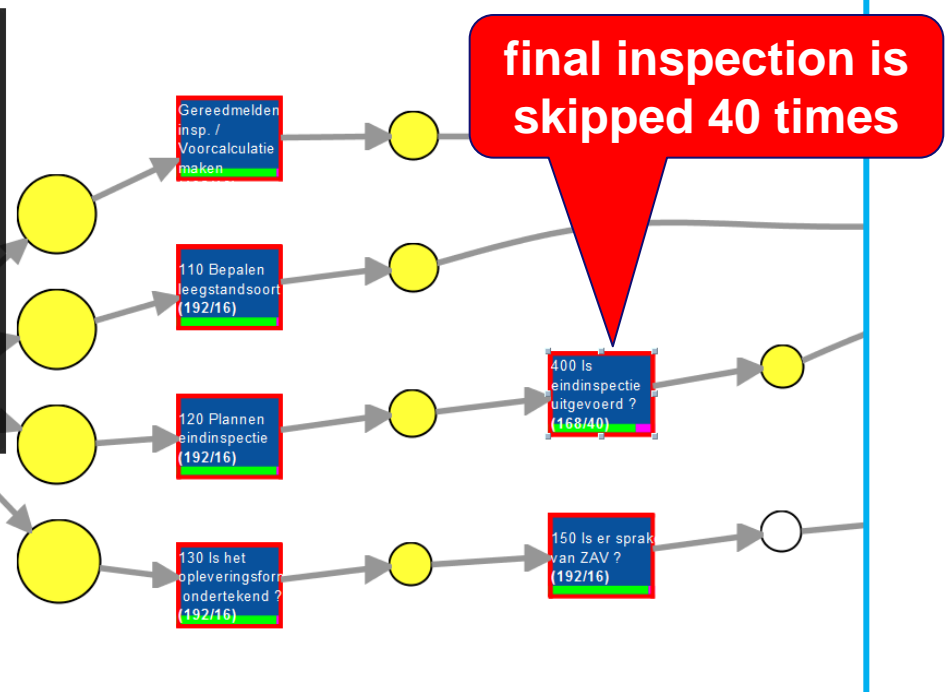 final inspection is
skipped 40 times
Gereedmelden
insp. /
Voorcalculatie
maken
110 Bepalen
leegstandsoort
(192/16)
400 Is
eindinspectie
uitgevoerd ?
(168/40)
120 Plannen
eindinspectie
(192/16)
130 Is het
opleveringsforr
ondertekend ?
(192/16)
150 Is er sprak
van ZAV ?
(192/16)